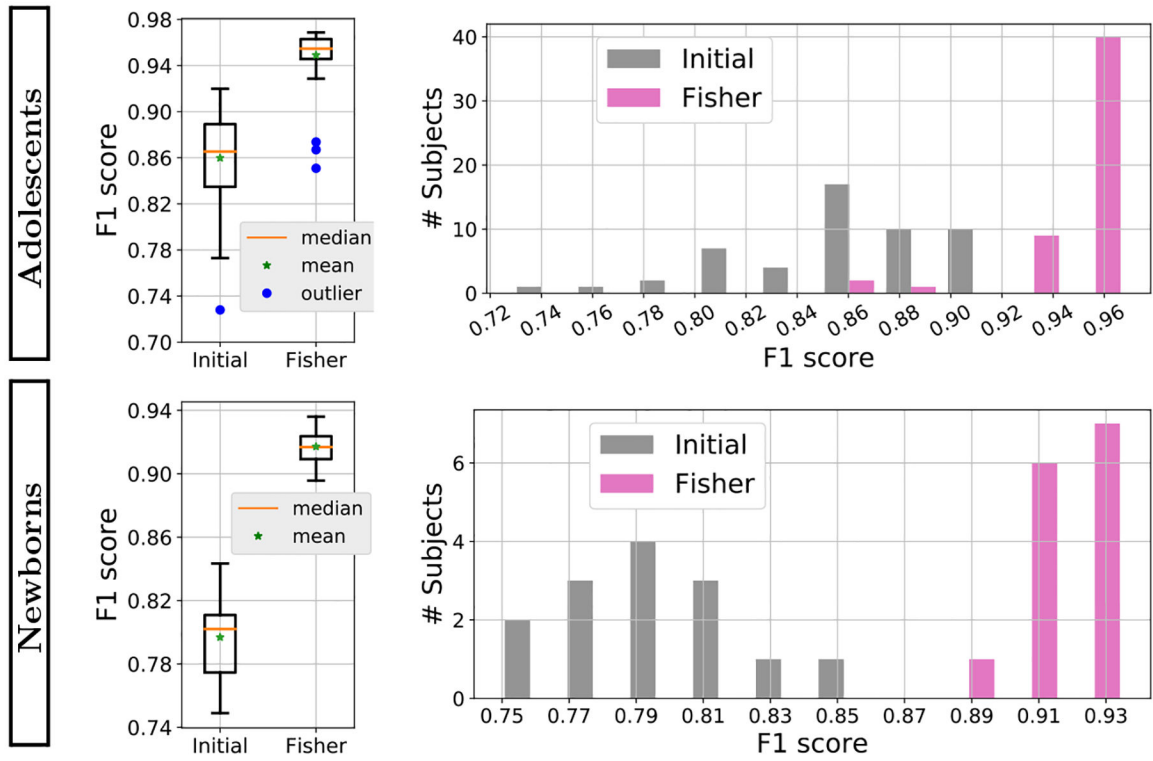 Adolescents
F1 score
0.98
0.94
0.90
0.86
0.82
0.78
0.74
0.70
median
mean
outlier
Initial Fisher
# Subjects
40
30
20
10
0
Initial
Fisher
0.72 0.74 0.76 0.78 0.80 0.82 0.84 0.86 0.88 0.90 0.92 0.94 0.96
F1 score
Newborns
F1 score
0.94
0.90
0.86
0.82
0.78
0.74
median
mean
Initial Fisher
# Subjects
6
4
2
0
Initial
Fisher
0.75 0.77 0.79 0.81 0.83 0.85 0.87 0.89 0.91 0.93
F1 score